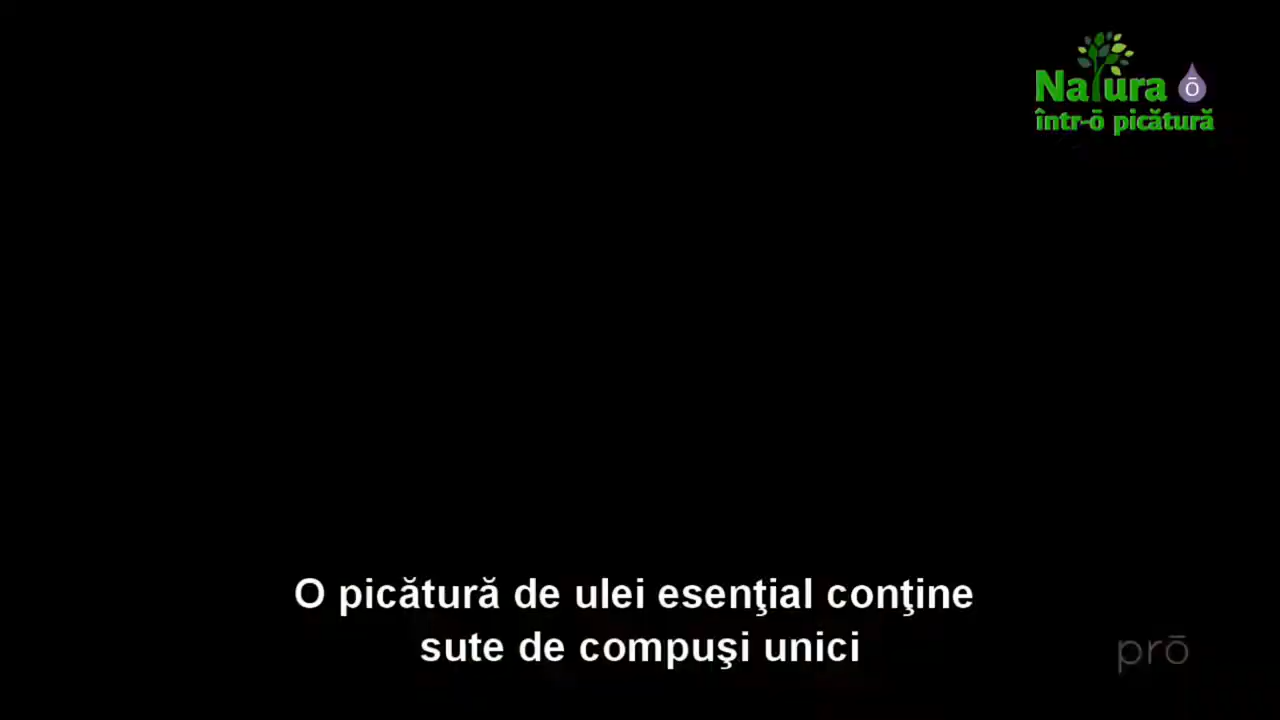 Natura ō
într-ō picătură
O picătură de ulei esenţial conţine
sute de compuşi unici
prō